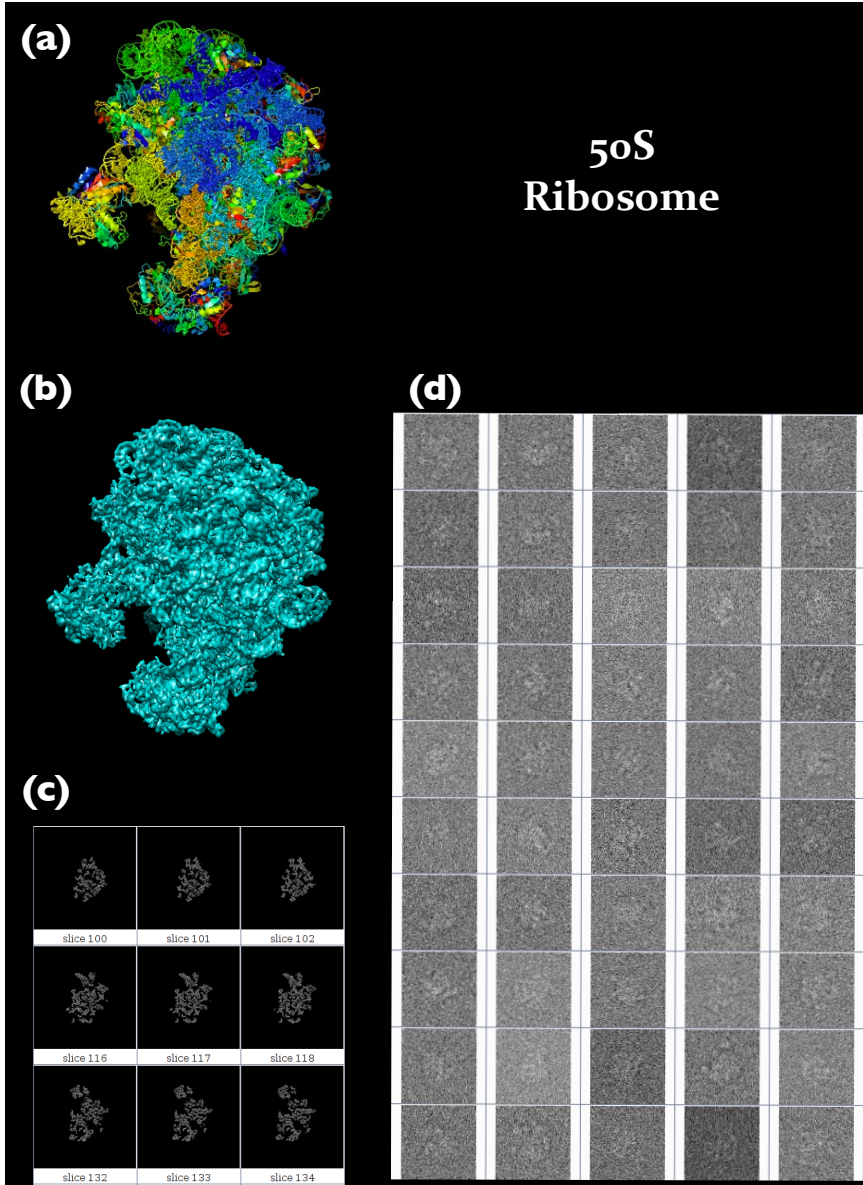 (a)
50S
Ribosome
(b)
(d)
(c)
slice 100 slice 101 slice 102
slice 116 slice 117 slice 118
slice 132 slice 133 slice 134